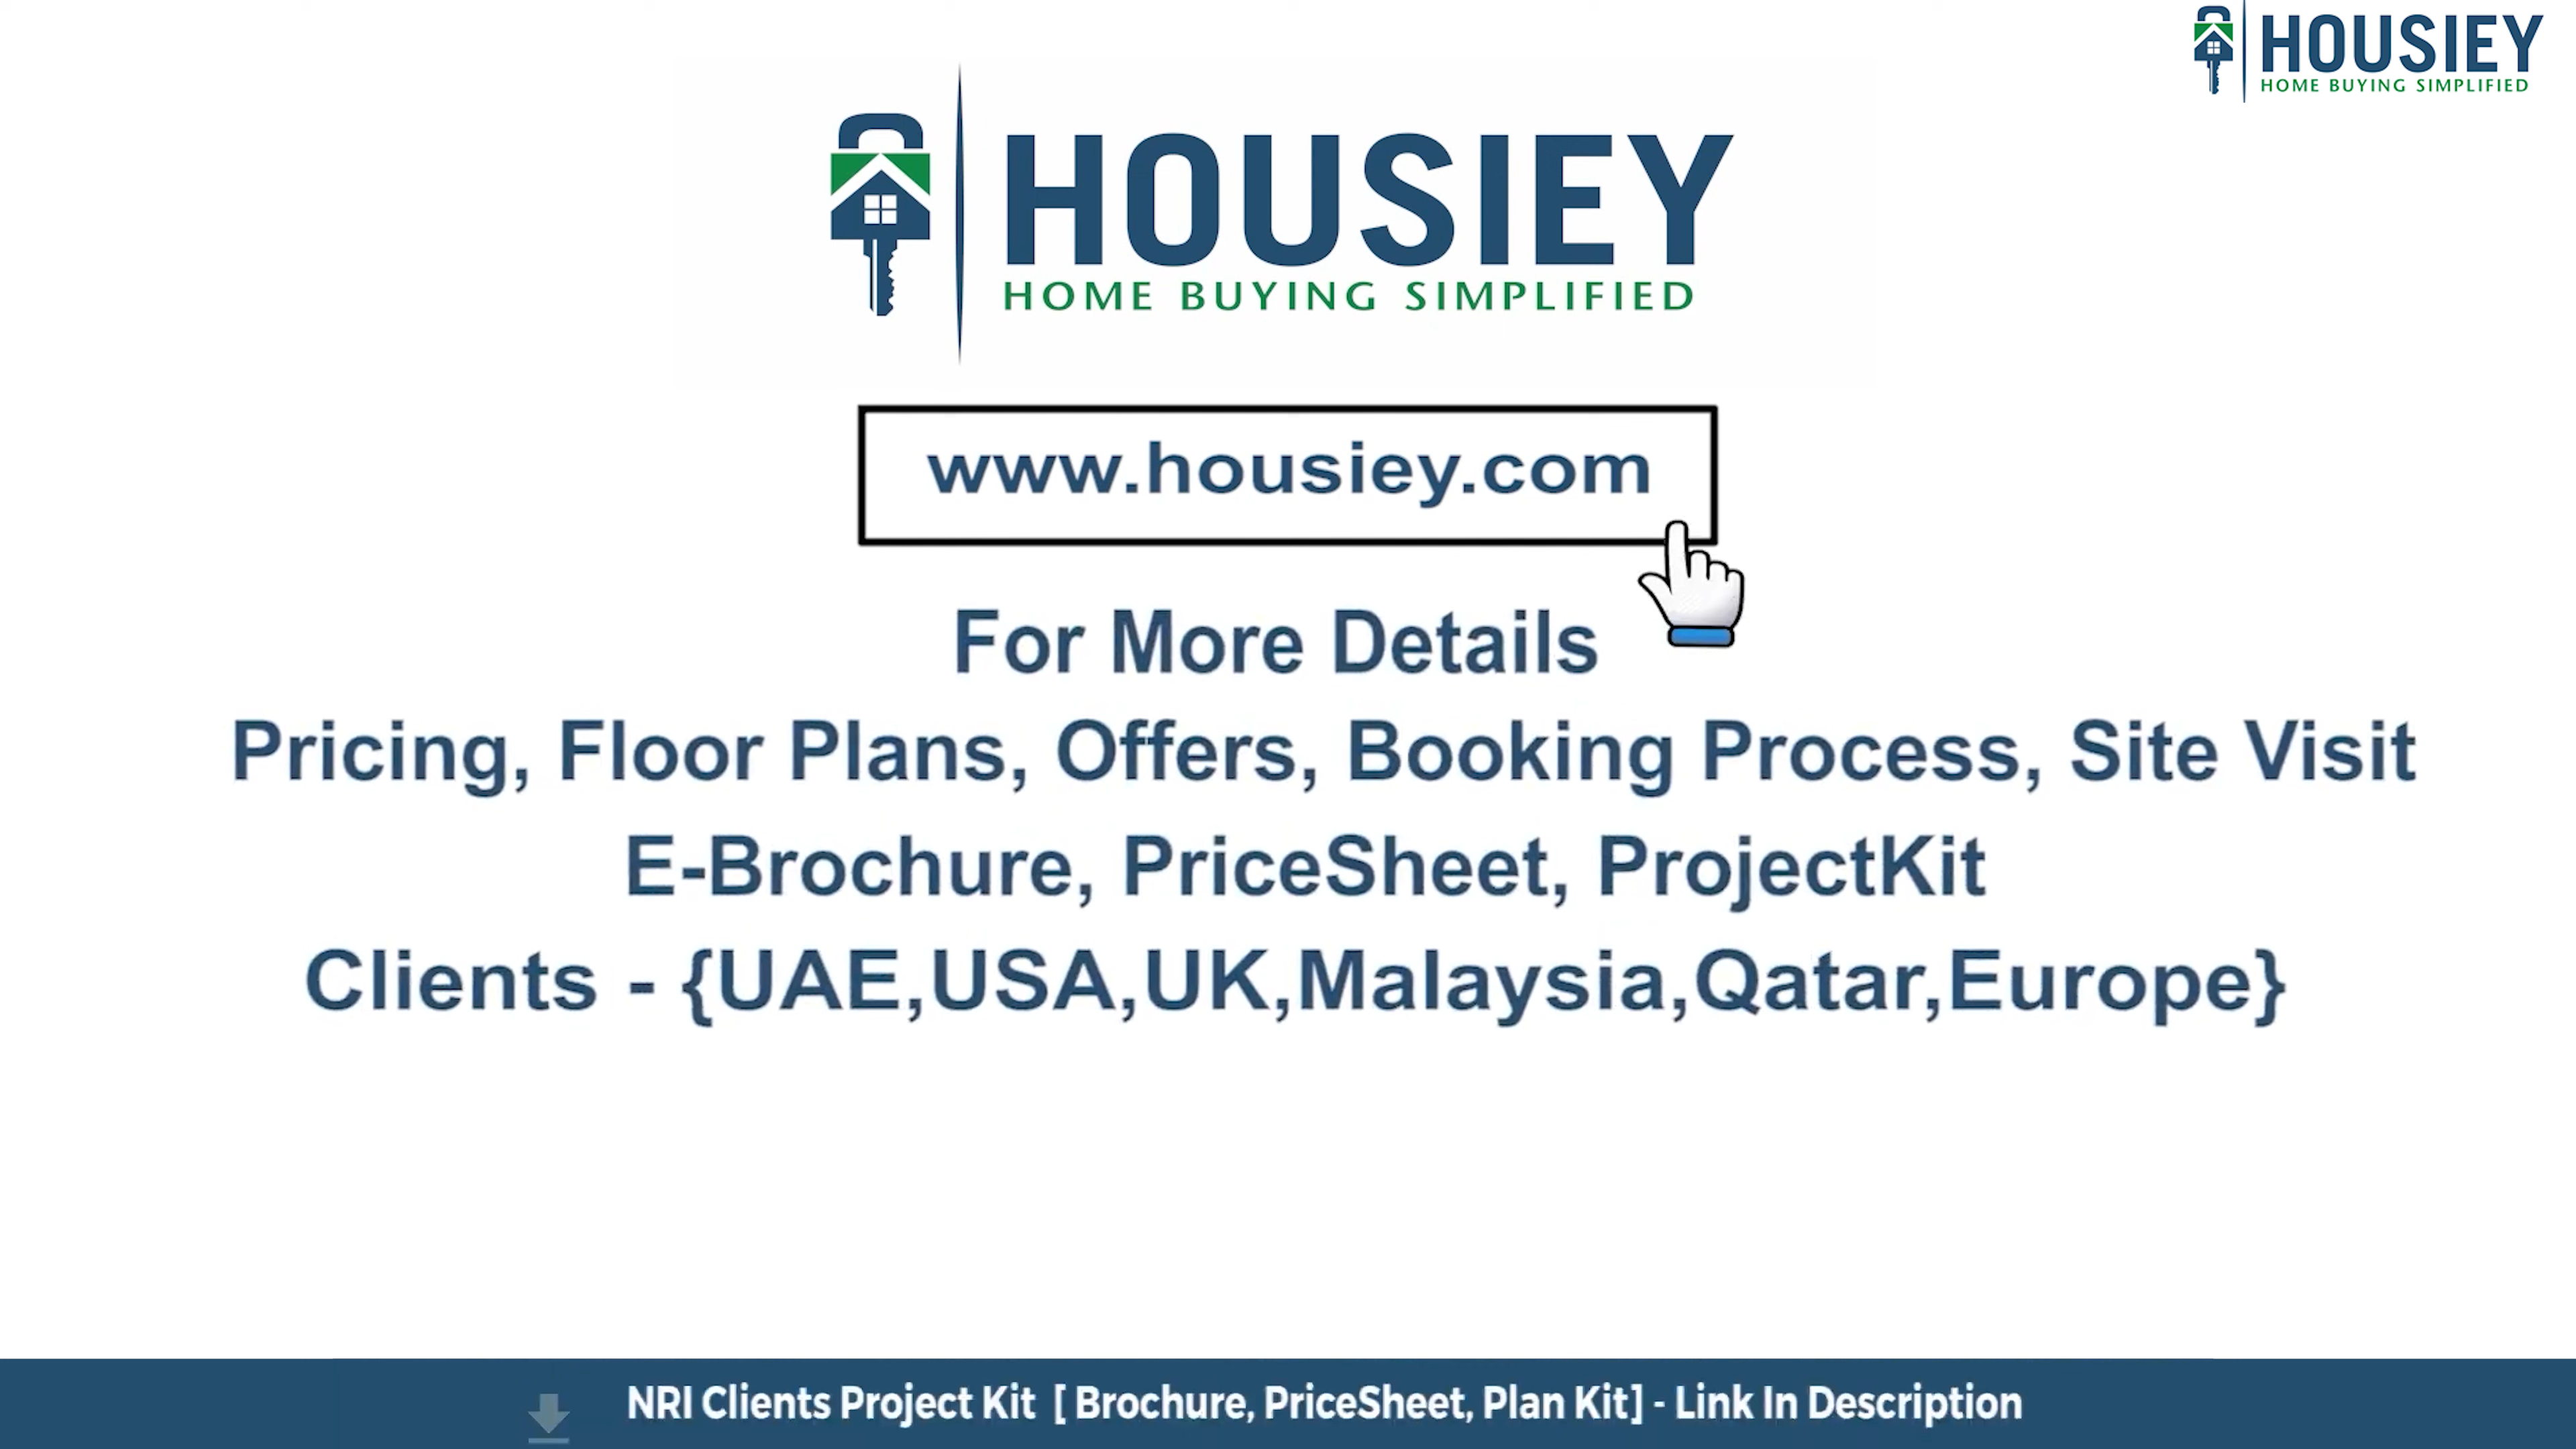 HOUSIEY
HOME BUYING SIMPLIFIED
HOUSIEY
HOME BUYING SIMPLIFIED
www.housiey.com
For More Details
Pricing, Floor Plans, Offers, Booking Process, Site Visit
E-Brochure, PriceSheet, ProjectKit
Clients - {UAE,USA,UK,Malaysia,Qatar,Europe}
NRI Clients Project Kit [ Brochure, PriceSheet, Plan Kit] - Link In Description